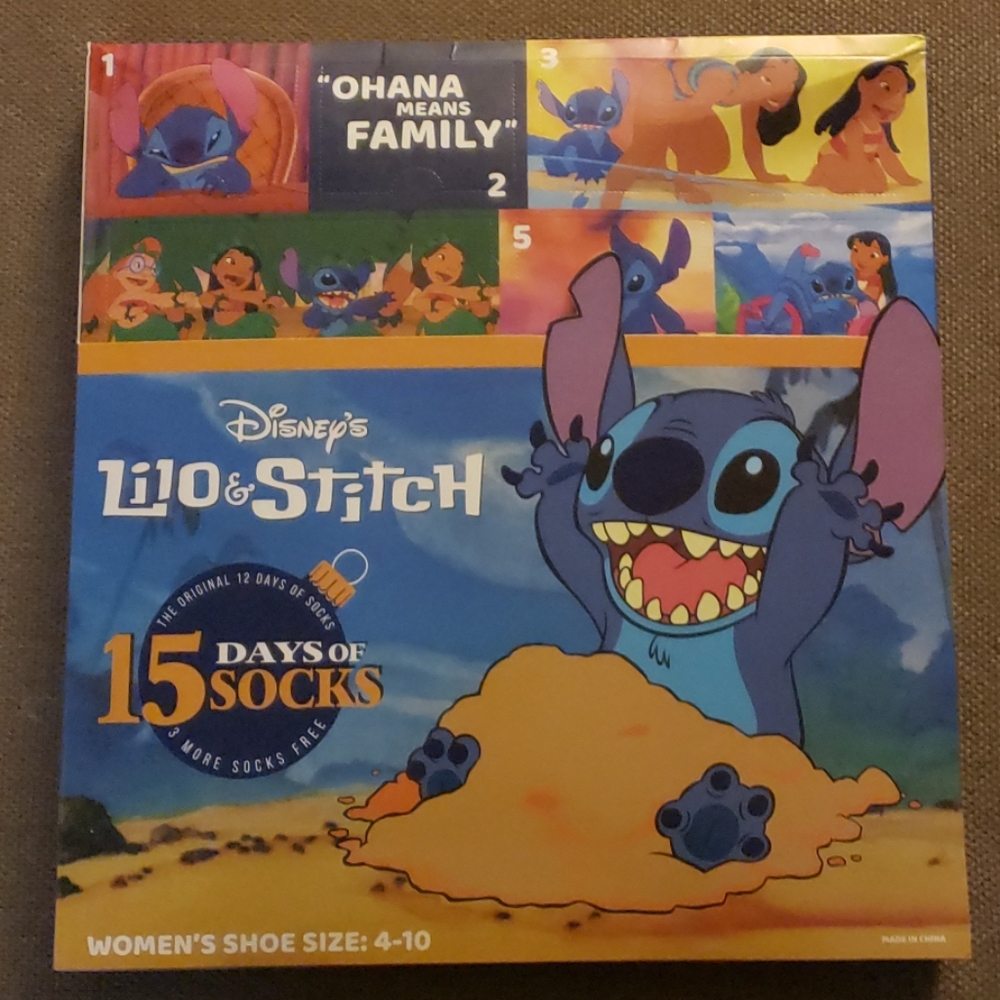 1
"OHANA
MEANS
FAMILY"
2
3
5
DISNEY'S
Lilo & Stitch
THE ORIGINAL 12 DAYS OF SOCKS
15 DAYS OF
SOCKS
3 MORE SOCKS FREE
WOMEN'S SHOE SIZE: 4-10
MADE IN CHINA